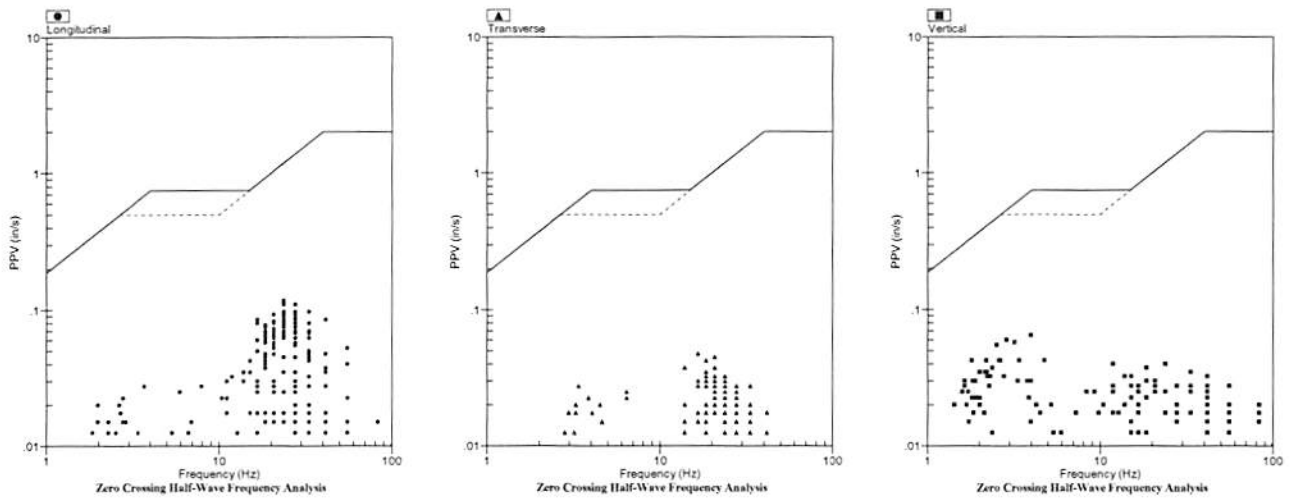 Longitudinal
10
1
.1
.01
PPV (in/s)
1
10
100
Frequency (Hz)
Zero Crossing Half-Wave Frequency Analysis
Transverse
10
1
.1
.01
PPV (in/s)
1
10
100
Frequency (Hz)
Zero Crossing Half-Wave Frequency Analysis
Vertical
10
1
.1
.01
PPV (in/s)
1
10
100
Frequency (Hz)
Zero Crossing Half-Wave Frequency Analysis